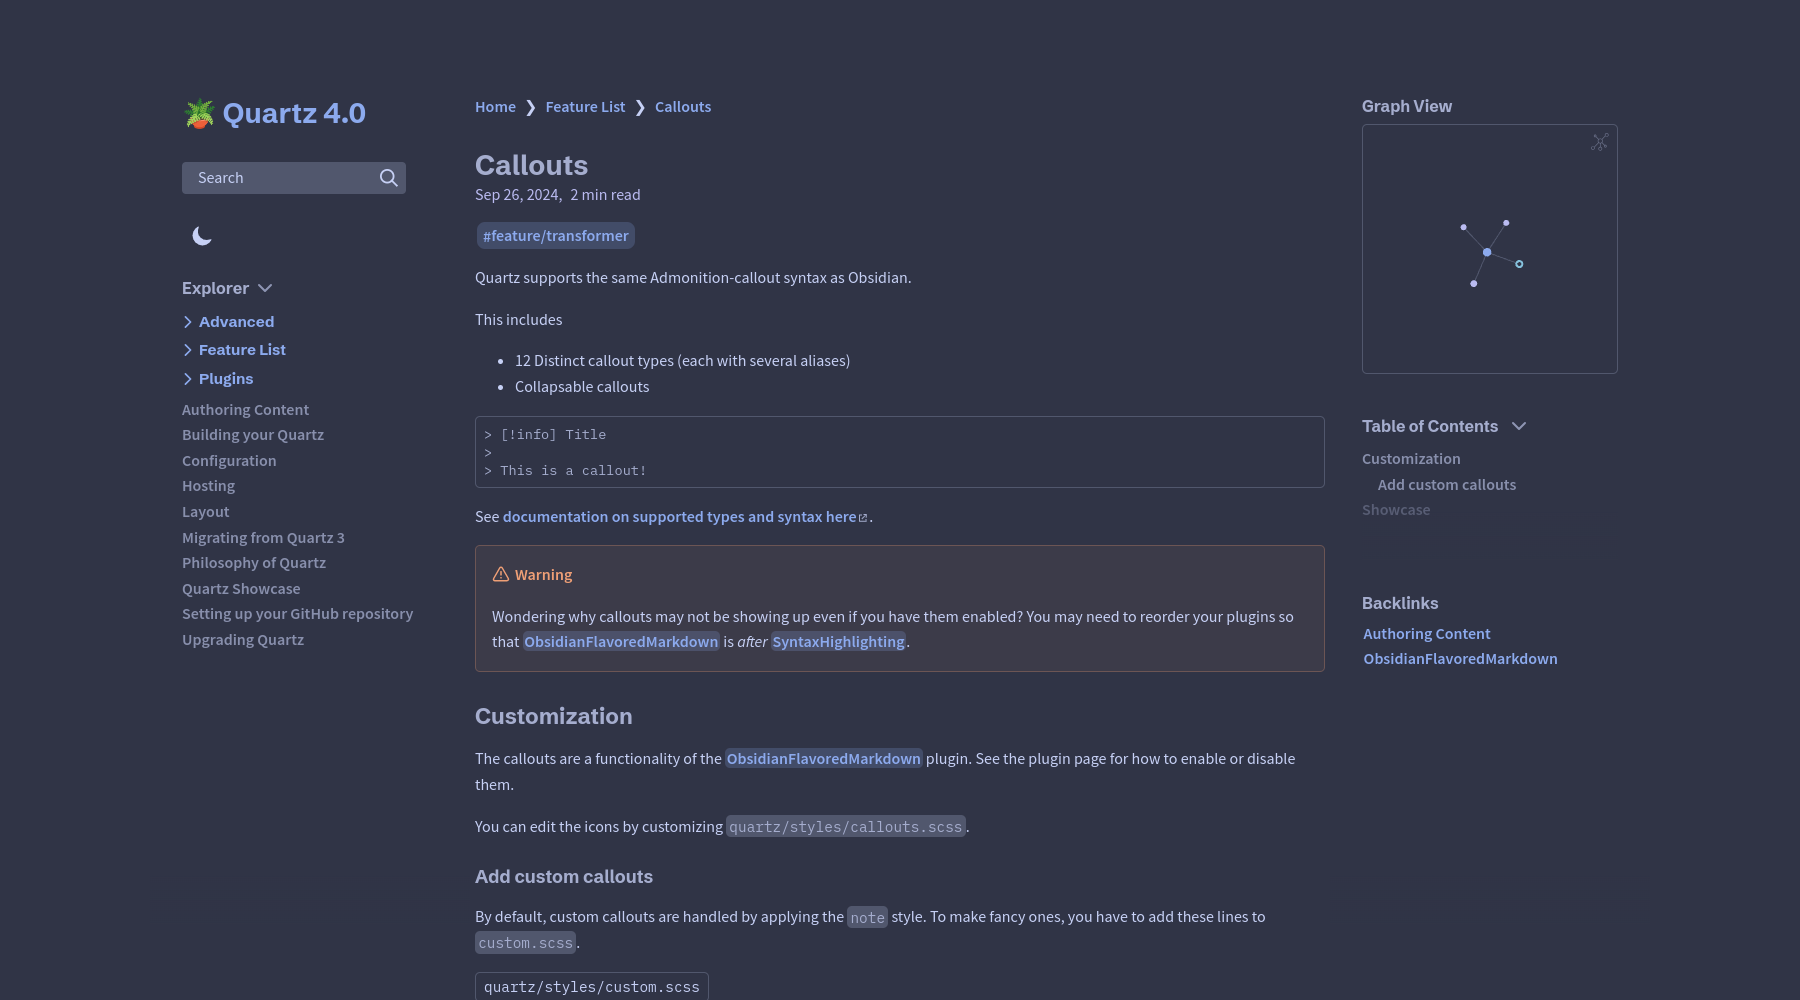 Quartz 4.0
Search
Explorer
Advanced
Feature List
Plugins
Authoring Content
Building your Quartz
Configuration
Hosting
Layout
Migrating from Quartz 3
Philosophy of Quartz
Quartz Showcase
Setting up your GitHub repository
Upgrading Quartz
Home ❯ Feature List ❯ Callouts
Callouts
Sep 26, 2024, 2 min read
#feature/transformer
Quartz supports the same Admonition-callout syntax as Obsidian.
This includes
• 12 Distinct callout types (each with several aliases)
• Collapsable callouts
> [!info] Title
>
> This is a callout!
See documentation on supported types and syntax here.
Warning
Wondering why callouts may not be showing up even if you have them enabled? You may need to reorder your plugins so
that ObsidianFlavoredMarkdown is after SyntaxHighlighting.
Customization
The callouts are a functionality of the ObsidianFlavoredMarkdown plugin. See the plugin page for how to enable or disable
them.
You can edit the icons by customizing quartz/styles/callouts.scss.
Add custom callouts
By default, custom callouts are handled by applying the note style. To make fancy ones, you have to add these lines to
custom.scss.
quartz/styles/custom.scss
Graph View
Table of Contents
Customization
Add custom callouts
Showcase
Backlinks
Authoring Content
ObsidianFlavoredMarkdown